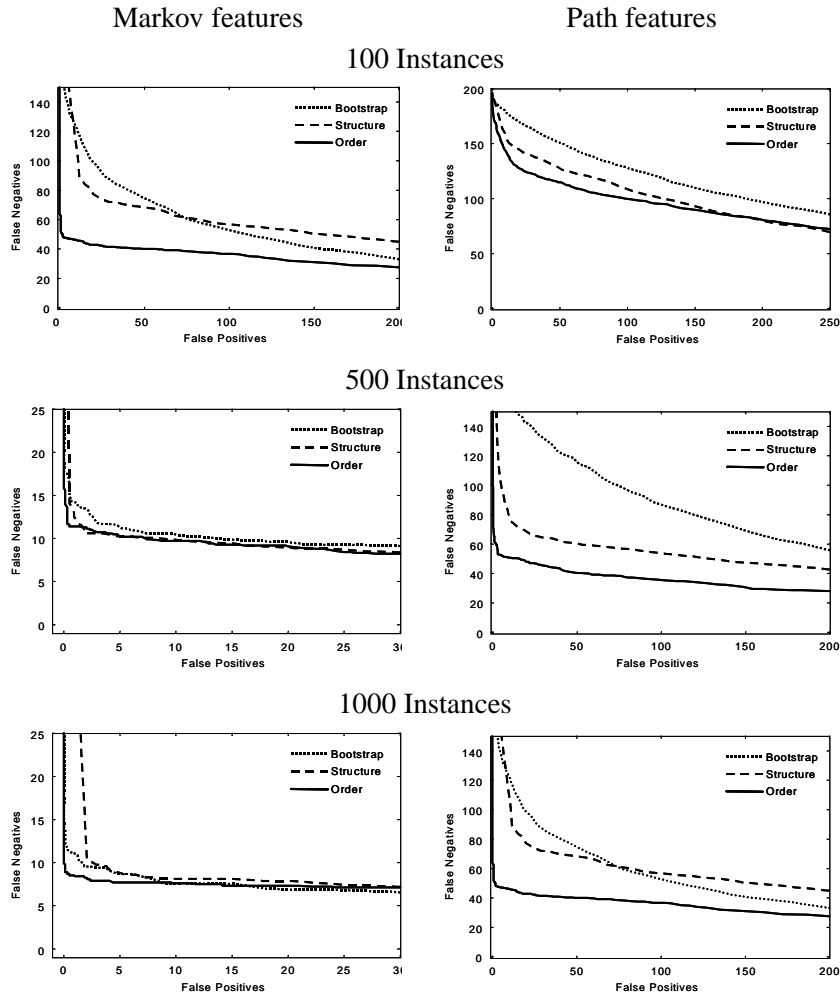 Markov features
Path features
100 Instances
140
120
100
80
60
40
20
0
False Negatives
Bootstrap
Structure
Order
0 50 100 150 200
False Positives
200
150
100
50
0
False Negatives
Bootstrap
Structure
Order
0 50 100 150 200 250
False Positives
500 Instances
25
20
15
10
5
0
False Negatives
Bootstrap
Structure
Order
0 5 10 15 20 25 30
False Positives
140
120
100
80
60
40
20
0
False Negatives
Bootstrap
Structure
Order
0 50 100 150 200
False Positives
1000 Instances
25
20
15
10
5
0
False Negatives
Bootstrap
Structure
Order
0 5 10 15 20 25 30
False Positives
140
120
100
80
60
40
20
0
False Negatives
Bootstrap
Structure
Order
0 50 100 150 200
False Positives